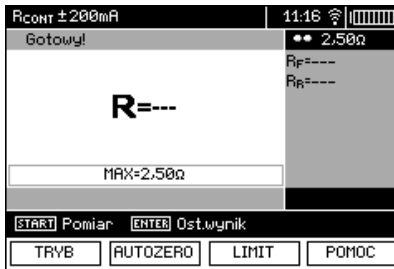 RCONT ±200mA 11:16
Gotowy! 2,50Ω
RF=---
RR=---
R=---
MAX=2,50Ω
START Pomiar ENTER Ost.wynik
TRYB AUTOZERO LIMIT POMOC